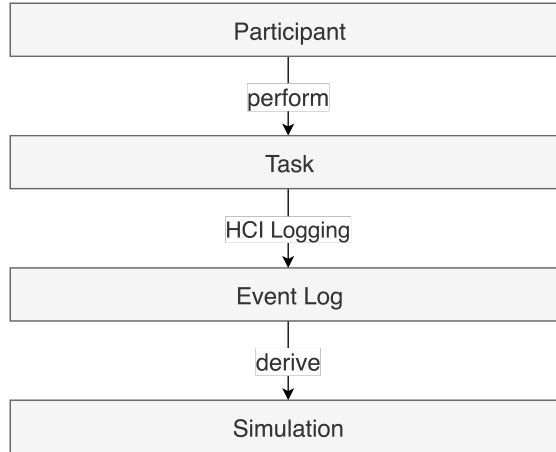 Participant
perform
Task
HCI Logging
Event Log
derive
Simulation